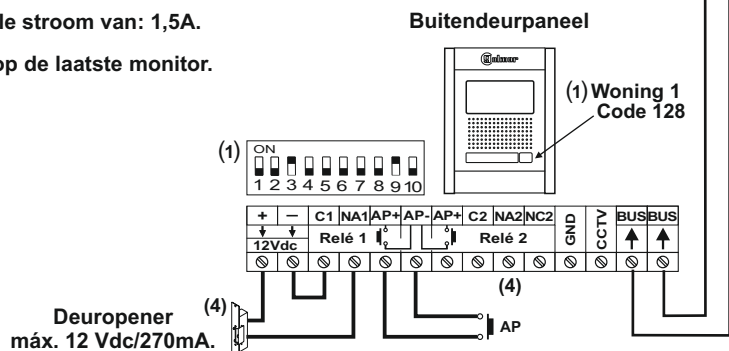 le stroom van: 1,5A.
Buitendeurpaneel
op de laatste monitor.
Golmar
(1) Woning 1
Code 128
(1)
ON
1 2 3 4 5 6 7 8 9 10
+ — C1 NA1 AP+ AP- AP+ C2 NA2 NC2 GND CCTV BUS BUS
12Vdc Relé 1 Relé 2
(4) (4)
Deuropener
máx. 12 Vdc/270mA.
AP